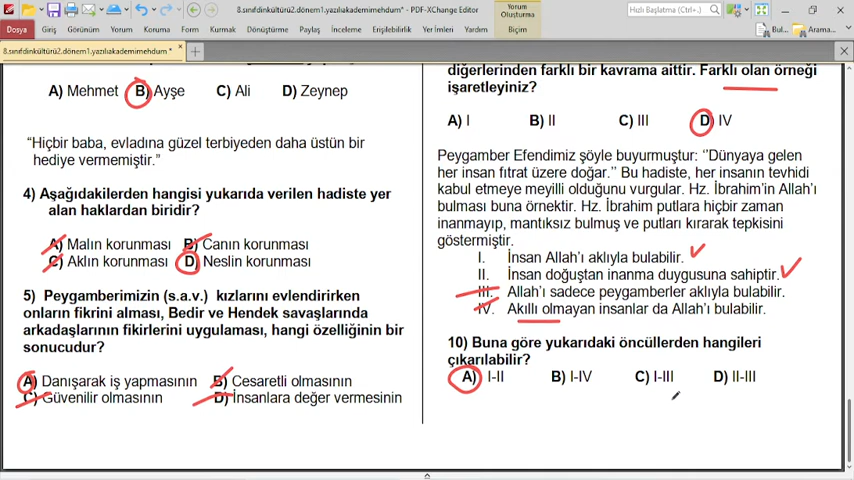 8.sınıfdinkültürü2.dönem1.yazılıakademimehdum* - PDF-XChange Editor
Yorum Oluşturma
Hızlı Başlatma (Ctrl+.)
Dosya
Giriş Görünüm Yorum Koruma Form Kurmak Dönüştürme Paylaş İnceleme Erişilebilirlik Yer İmleri Yardım Biçim
Bul...
Ara...
8.sınıfdinkültürü2.dönem1.yazılıakademimehdum *
A) Mehmet B) Ayşe C) Ali D) Zeynep
“Hiçbir baba, evladına güzel terbiyeden daha üstün bir
hediye vermemiştir.”
4) Aşağıdakilerden hangisi yukarıda verilen hadiste yer
alan haklardan biridir?
A) Malın korunması B) Canın korunması
C) Aklın korunması D) Neslin korunması
5) Peygamberimizin (s.a.v.) kızlarını evlendirirken
onların fikrini alması, Bedir ve Hendek savaşlarında
arkadaşlarının fikirlerini uygulaması, hangi özelliğinin bir
sonucudur?
A) Danışarak iş yapmasının B) Cesaretli olmasının
C) Güvenilir olmasının D) İnsanlara değer vermesinin
diğerlerinden farklı bir kavrama aittir. Farklı olan örneği
işaretleyiniz?
A) I B) II C) III D) IV
Peygamber Efendimiz şöyle buyurmuştur: ‘’Dünyaya gelen
her insan fıtrat üzere doğar.’’ Bu hadiste, her insanın tevhidi
kabul etmeye meyilli olduğunu vurgular. Hz. İbrahim’in Allah’ı
bulması buna örnektir. Hz. İbrahim putlara hiçbir zaman
inanmayıp, mantıksız bulmuş ve putları kırarak tepkisini
göstermiştir.
I. İnsan Allah’ı aklıyla bulabilir.
II. İnsan doğuştan inanma duygusuna sahiptir.
III. Allah’ı sadece peygamberler aklıyla bulabilir.
IV. Akıllı olmayan insanlar da Allah’ı bulabilir.
10) Buna göre yukarıdaki öncüllerden hangileri
çıkarılabilir?
A) I-II B) I-IV C) I-III D) II-III